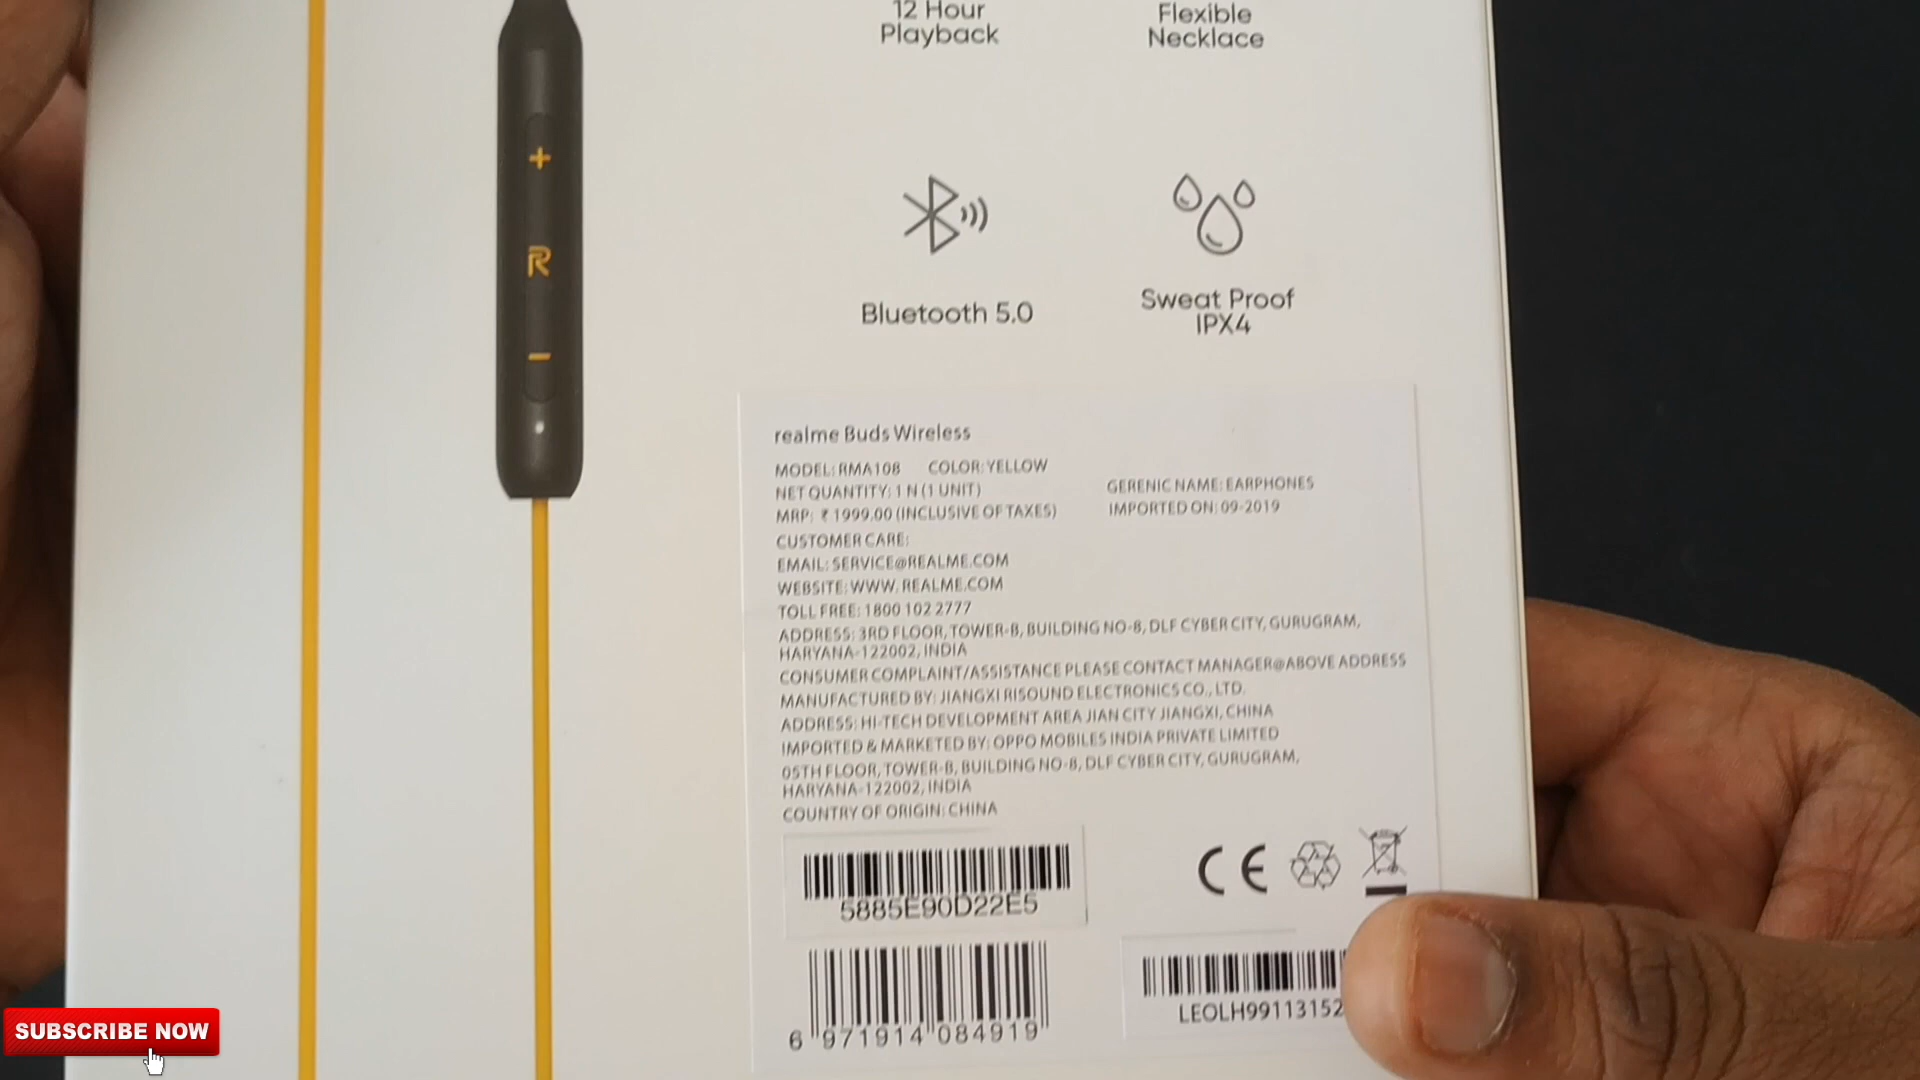 12 Hour
Playback
Flexible
Necklace
+
R
−
Bluetooth 5.0
Sweat Proof
IPX4
realme Buds Wireless
MODEL: RMA108 COLOR: YELLOW
NET QUANTITY: 1 N (1 UNIT)
GERENIC NAME: EARPHONES
MRP: ₹ 1999.00 (INCLUSIVE OF TAXES)
IMPORTED ON: 09-2019
CUSTOMER CARE:
EMAIL: SERVICE@REALME.COM
WEBSITE: WWW. REALME.COM
TOLL FREE: 1800 102 2777
ADDRESS: 3RD FLOOR, TOWER-B, BUILDING NO-8, DLF CYBER CITY, GURUGRAM,
HARYANA-122002, INDIA
CONSUMER COMPLAINT/ASSISTANCE PLEASE CONTACT MANAGER@ABOVE ADDRESS
MANUFACTURED BY: JIANGXI RISOUND ELECTRONICS CO., LTD.
ADDRESS: HI-TECH DEVELOPMENT AREA JIAN CITY JIANGXI, CHINA
IMPORTED & MARKETED BY: OPPO MOBILES INDIA PRIVATE LIMITED
05TH FLOOR, TOWER-B, BUILDING NO-8, DLF CYBER CITY, GURUGRAM,
HARYANA-122002, INDIA
COUNTRY OF ORIGIN: CHINA
5885E90D22E5
CE
6 971914 084919
LEOLH99113152
SUBSCRIBE NOW